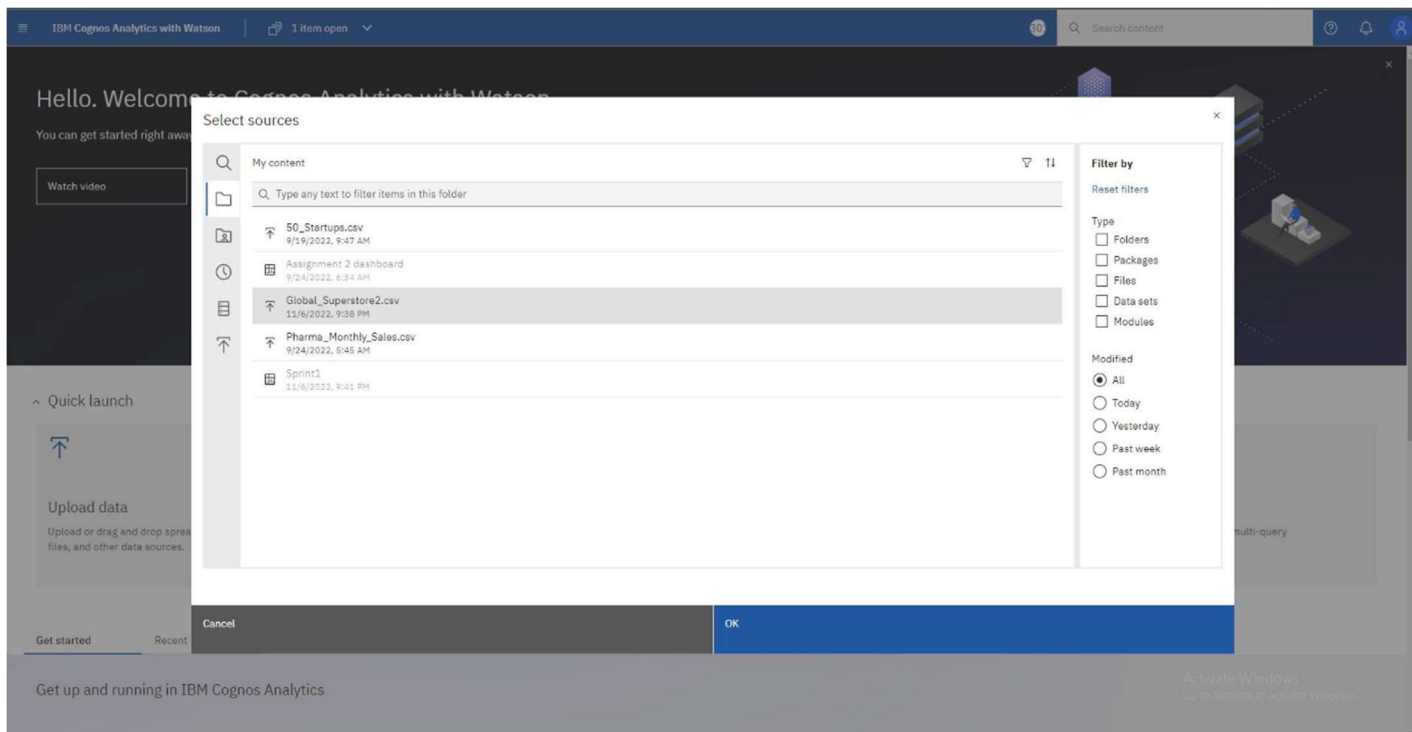 IBM Cognos Analytics with Watson
1 item open
Search content
Hello. Welcome to Cognos Analytics with Watson
You can get started right away
Watch video
Select sources
My content
Type any text to filter items in this folder
50_Startups.csv
9/19/2022, 9:47 AM
Assignment 2 dashboard
9/24/2022, 6:34 AM
Global_Superstore2.csv
11/6/2022, 9:38 PM
Pharma_Monthly_Sales.csv
9/24/2022, 5:45 AM
Sprint1
11/6/2022, 9:41 PM
Filter by
Reset filters
Type
Folders
Packages
Files
Data sets
Modules
Modified
All
Today
Yesterday
Past week
Past month
Quick launch
Upload data
Upload or drag and drop
files, and other data sources.
multi-query
Cancel
OK
Get started
Recent
Get up and running in IBM Cognos Analytics
Activate Windows
Go to Settings to activate Windows.